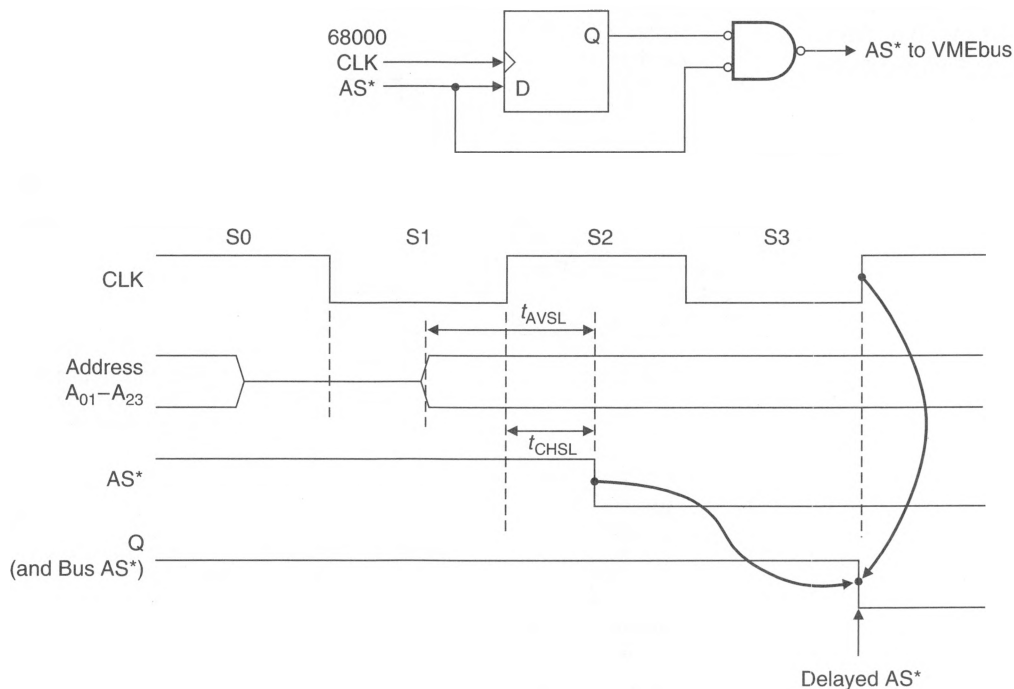 68000
CLK
AS*
Q
D
AS* to VMEbus
S0 S1 S2 S3
CLK
tAVSL
Address
A01–A23
tCHSL
AS*
Q
(and Bus AS*)
Delayed AS*